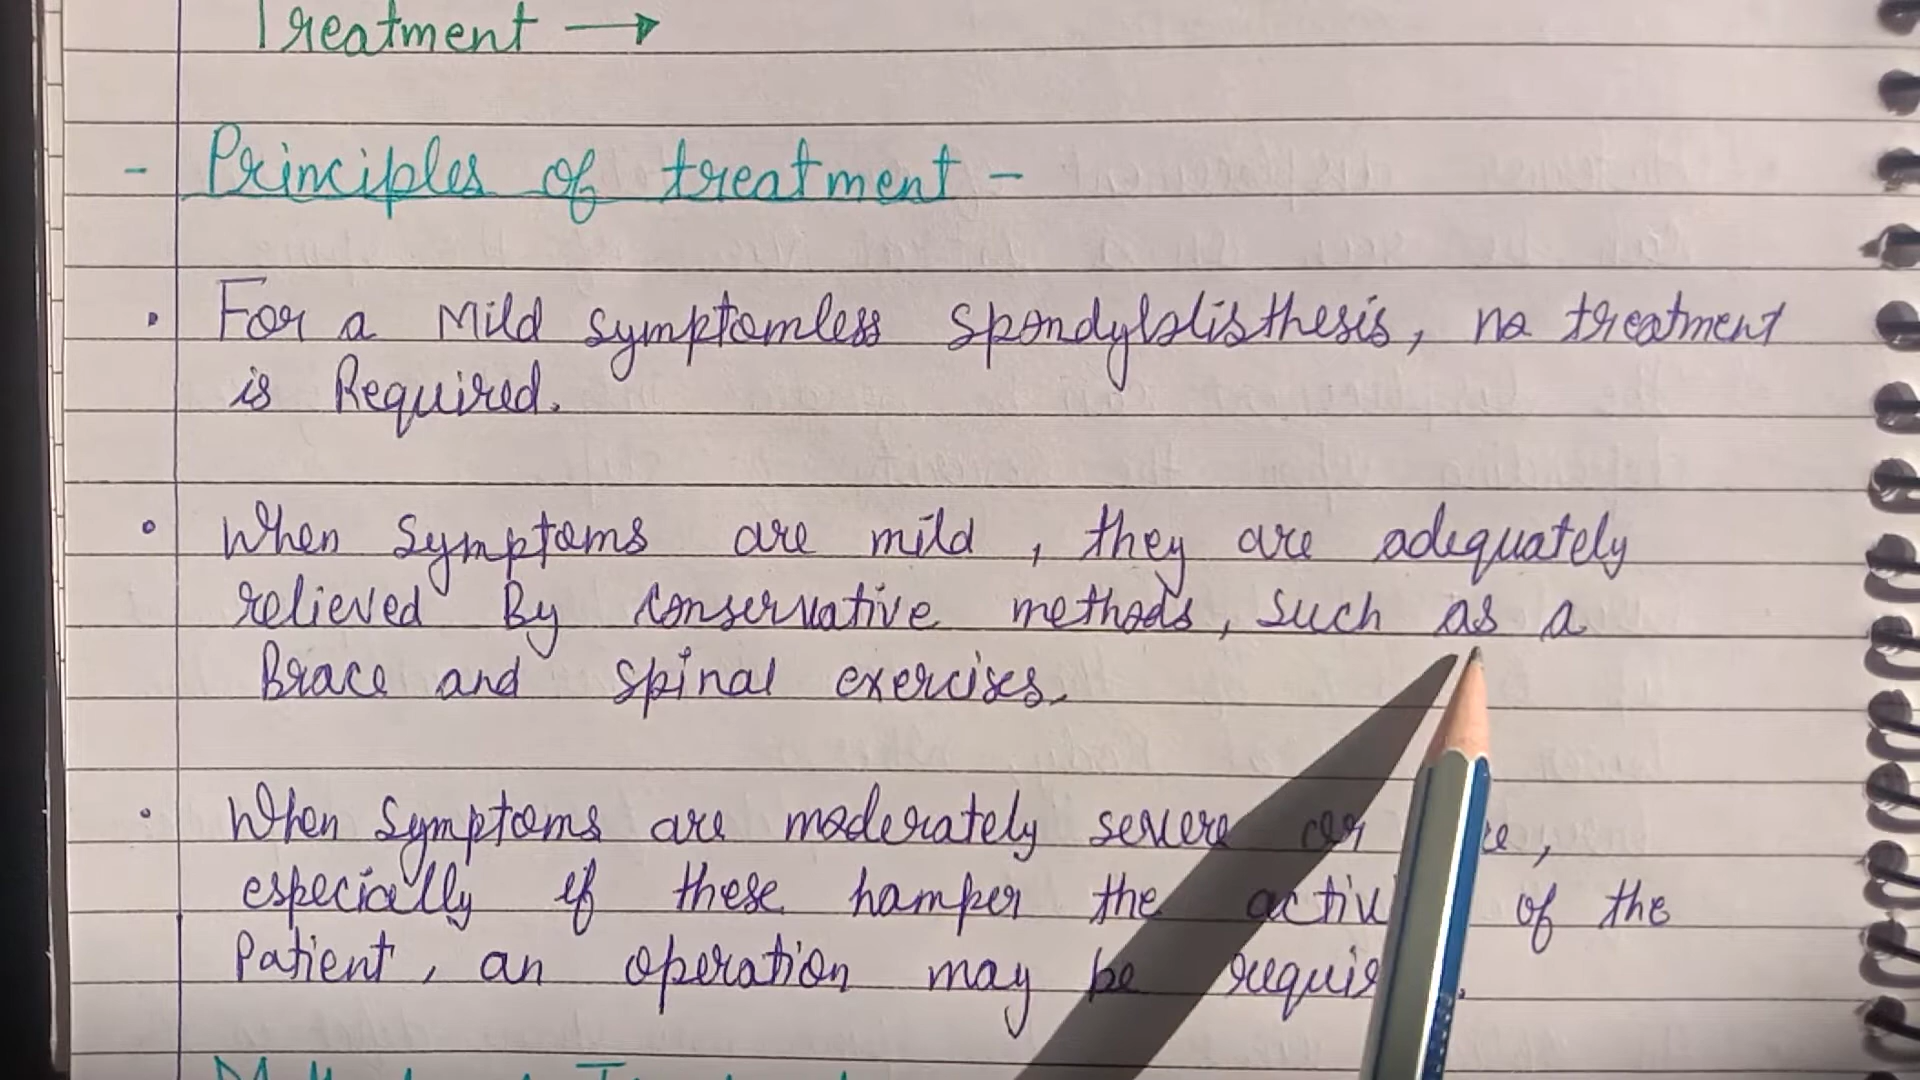 Treatment →
- Principles of treatment -
• For a Mild symptomless spondylolisthesis, no treatment
is Required.
• When symptoms are mild, they are adequately
relieved By conservative methods, such as a
Brace and spinal exercises.
• When symptoms are moderately severe
especially if these hamper the of the
Patient, an operation may be